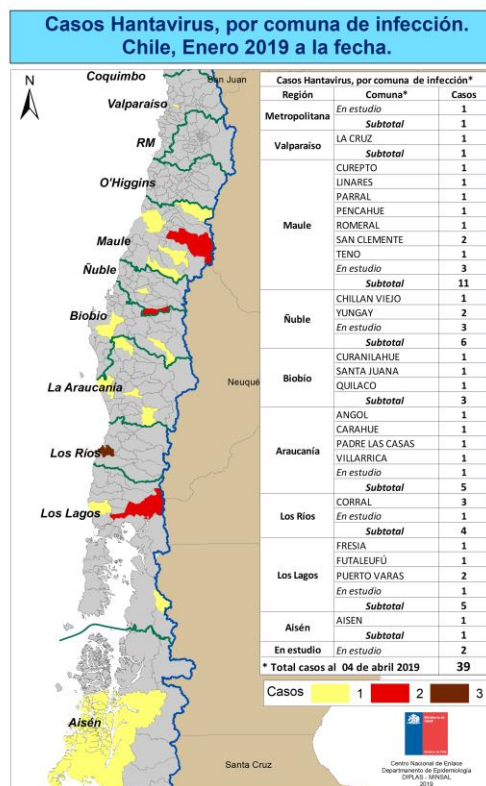 Casos Hantavirus, por comuna de infección.
Chile, Enero 2019 a la fecha.
N
Coquimbo
San Juan
Valparaíso
RM
O'Higgins
Maule
Ñuble
Biobio
La Araucanía
Neuqué
Los Ríos
Los Lagos
Aisén
Santa Cruz
Casos Hantavirus, por comuna de infección*
Región Comuna* Casos
Metropolitana
En estudio 1
Subtotal 1
Valparaíso
LA CRUZ 1
Subtotal 1
Maule
CUREPTO 1
LINARES 1
PARRAL 1
PENCAHUE 1
ROMERAL 1
SAN CLEMENTE 2
TENO 1
En estudio 3
Subtotal 11
Ñuble
CHILLAN VIEJO 1
YUNGAY 2
En estudio 3
Subtotal 6
Biobío
CURANILAHUE 1
SANTA JUANA 1
QUILACO 1
Subtotal 3
Araucanía
ANGOL 1
CARAHUE 1
PADRE LAS CASAS 1
VILLARRICA 1
En estudio 1
Subtotal 5
Los Ríos
CORRAL 3
En estudio 1
Subtotal 4
Los Lagos
FRESIA 1
FUTALEUFÚ 1
PUERTO VARAS 2
En estudio 1
Subtotal 5
Aisén
AISEN 1
Subtotal 1
En estudio En estudio 2
* Total casos al 04 de abril 2019 39
Casos 1 2 3
Centro Nacional de Enlace
Departamento de Epidemiología
DIPLAS - MINSAL
2019